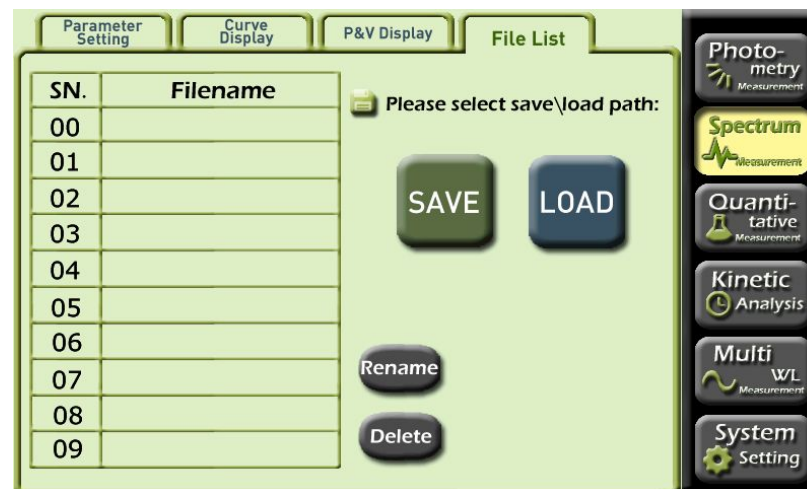 Parameter
Setting
Curve
Display
P&V Display
File List
SN. Filename
00
01
02
03
04
05
06
07
08
09
Please select save\load path:
SAVE LOAD
Rename
Delete
Photo-
metry
Measurement
Spectrum
Measurement
Quanti-
tative
Measurement
Kinetic
Analysis
Multi
WL
Measurement
System
Setting